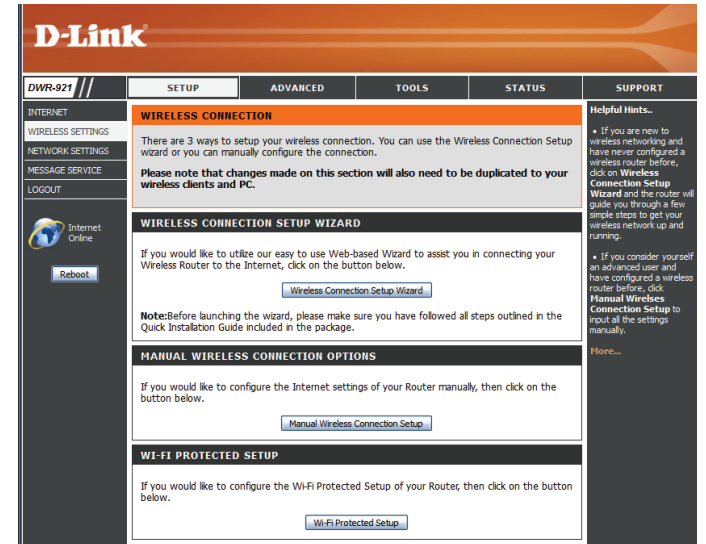 D-Link
DWR-921 //
SETUP
ADVANCED
TOOLS
STATUS
SUPPORT
INTERNET
WIRELESS SETTINGS
NETWORK SETTINGS
MESSAGE SERVICE
LOGOUT
Internet
Online
Reboot
WIRELESS CONNECTION
There are 3 ways to setup your wireless connection. You can use the Wireless Connection Setup
wizard or you can manually configure the connection.
Please note that changes made on this section will also need to be duplicated to your
wireless clients and PC.
WIRELESS CONNECTION SETUP WIZARD
If you would like to utilize our easy to use Web-based Wizard to assist you in connecting your
Wireless Router to the Internet, click on the button below.
Wireless Connection Setup Wizard
Note:Before launching the wizard, please make sure you have followed all steps outlined in the
Quick Installation Guide included in the package.
MANUAL WIRELESS CONNECTION OPTIONS
If you would like to configure the Internet settings of your Router manually, then click on the
button below.
Manual Wireless Connection Setup
WI-FI PROTECTED SETUP
If you would like to configure the Wi-Fi Protected Setup of your Router, then click on the button
below.
Wi-Fi Protected Setup
Helpful Hints..
• If you are new to
wireless networking and
have never configured a
wireless router before,
click on Wireless
Connection Setup
Wizard and the router will
guide you through a few
simple steps to get your
wireless network up and
running.
• If you consider yourself
an advanced user and
have configured a wireless
router before, click
Manual Wirelses
Connection Setup to
input all the settings
manually.
More...